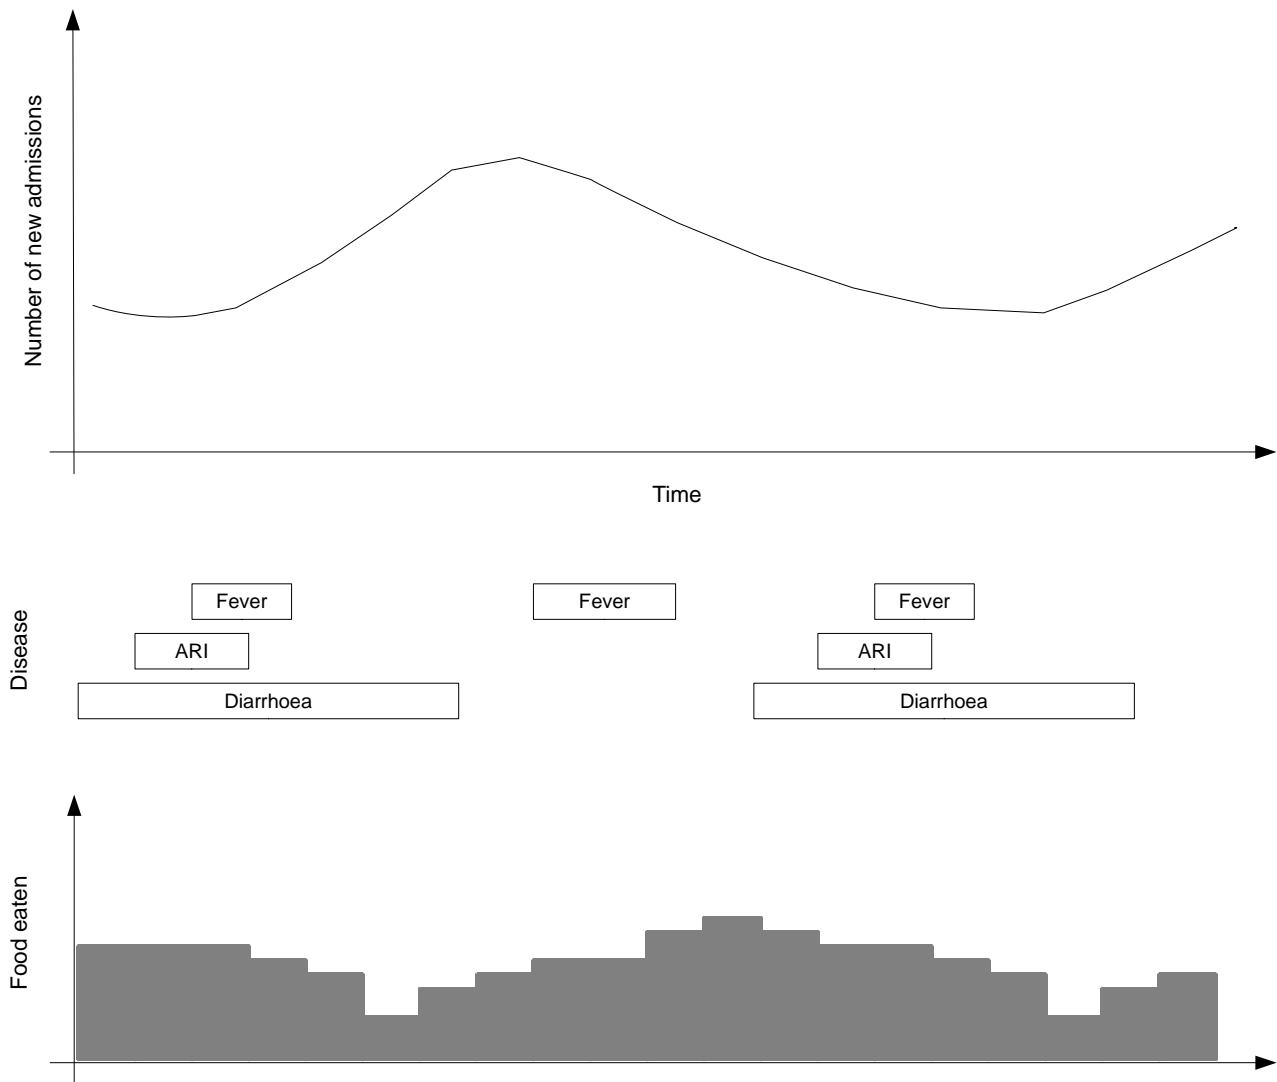 Number of new admissions
Time
Disease
Fever
Fever
Fever
ARI
ARI
Diarrhoea
Diarrhoea
Food eaten